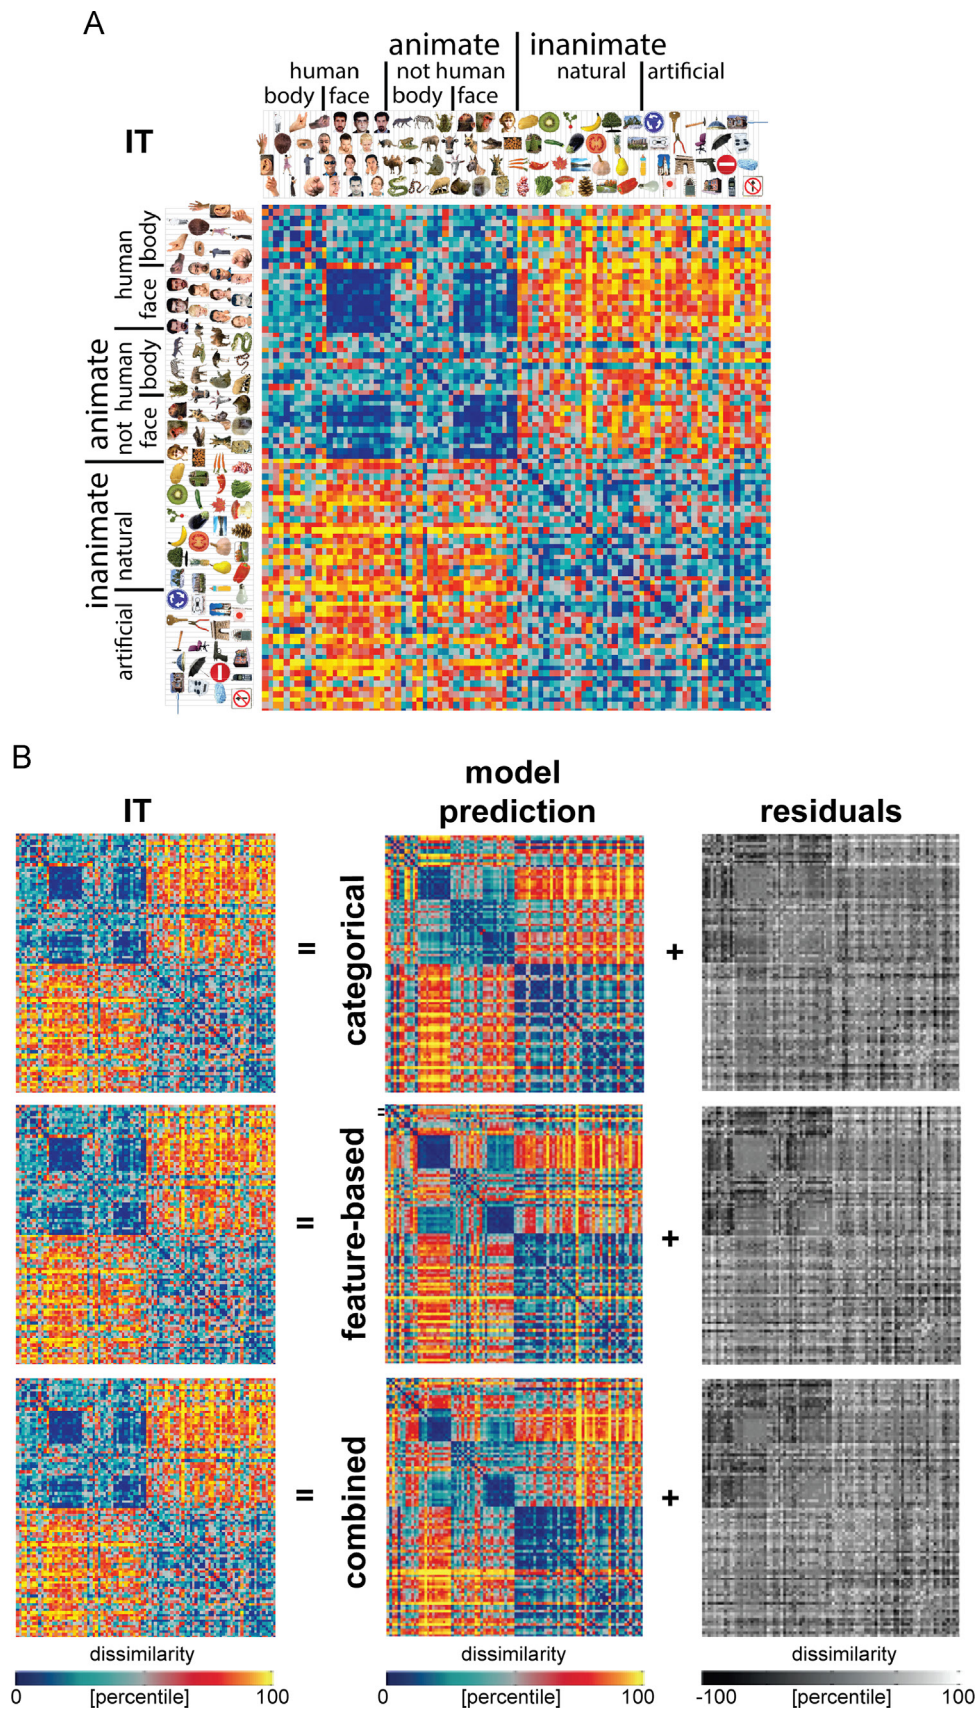 A
animate inanimate
human not human natural artificial
body face body face
IT
human
body
face
animate
not human
body
face
inanimate
natural
artificial
B
IT
model prediction
residuals
=
categorical
+
=
=
feature-based
+
=
combined
+
dissimilarity
0 [percentile] 100
dissimilarity
0 [percentile] 100
dissimilarity
-100 [percentile] 100